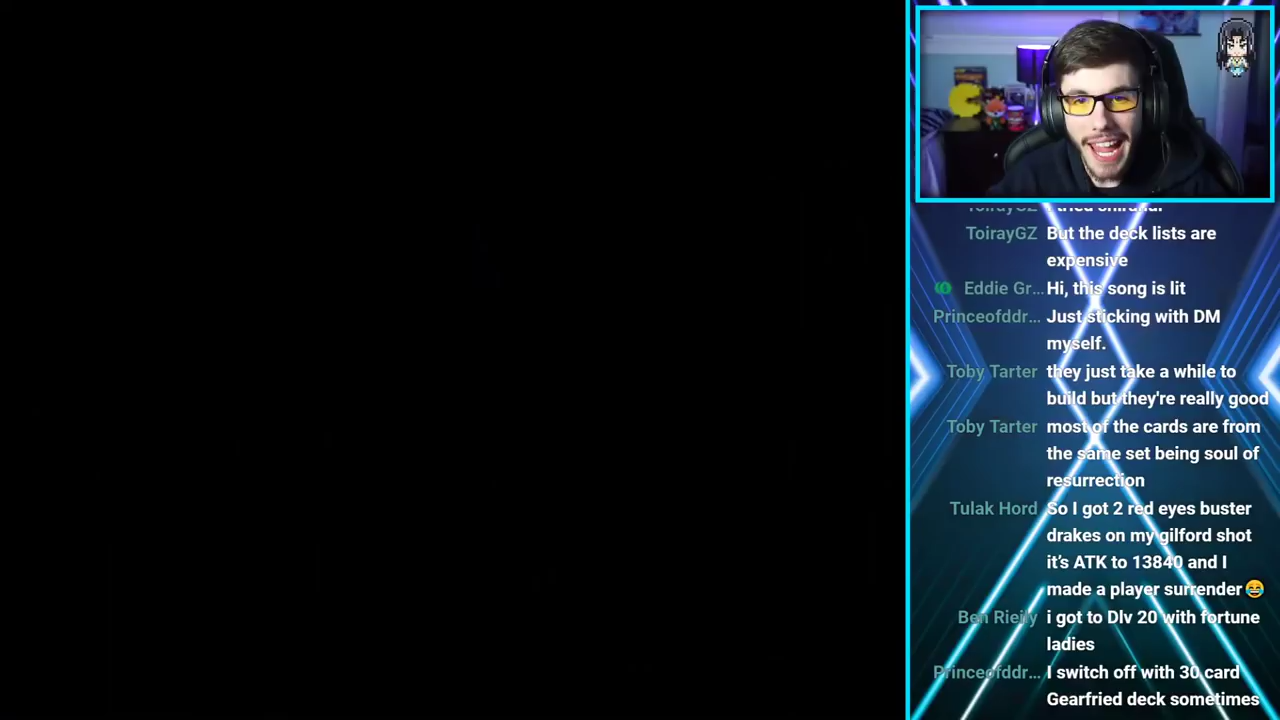 ToirayGZ I tried shiranui
ToirayGZ But the deck lists are
expensive
Eddie Gr... Hi, this song is lit
Princeofddr... Just sticking with DM
myself.
Toby Tarter they just take a while to
build but they're really good
Toby Tarter most of the cards are from
the same set being soul of
resurrection
Tulak Hord So I got 2 red eyes buster
drakes on my gilford shot
it's ATK to 13840 and I
made a player surrender😂
Ben Rieily i got to Dlv 20 with fortune
ladies
Princeofddr... I switch off with 30 card
Gearfried deck sometimes